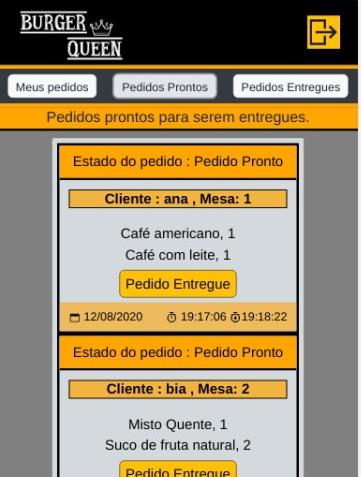 BURGER
QUEEN
Meus pedidos
Pedidos Prontos
Pedidos Entregues
Pedidos prontos para serem entregues.
Estado do pedido : Pedido Pronto
Cliente : ana , Mesa: 1
Café americano, 1
Café com leite, 1
Pedido Entregue
12/08/2020 19:17:06 19:18:22
Estado do pedido : Pedido Pronto
Cliente : bia , Mesa: 2
Misto Quente, 1
Suco de fruta natural, 2
Pedido Entregue